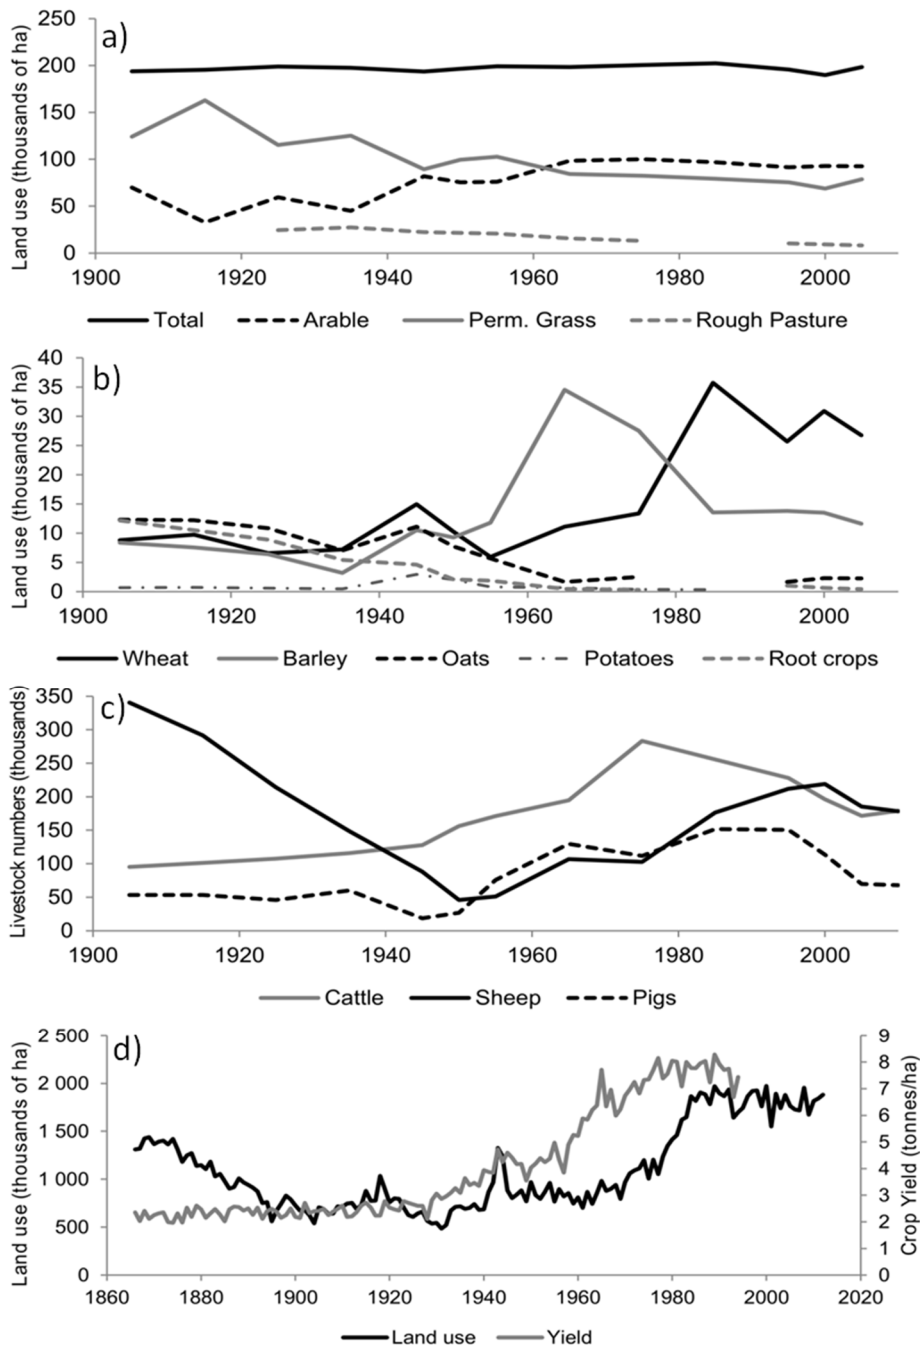 a)
Land use (thousands of ha)
250
200
150
100
50
0
1900 1920 1940 1960 1980 2000
Total Arable Perm. Grass Rough Pasture
b)
Land use (thousands of ha)
40
35
30
25
20
15
10
5
0
1900 1920 1940 1960 1980 2000
Wheat Barley Oats Potatoes Root crops
c)
Livestock numbers (thousands)
350
300
250
200
150
100
50
0
1900 1920 1940 1960 1980 2000
Cattle Sheep Pigs
d)
Land use (thousands of ha)
2 500
2 000
1 500
1 000
500
0
9
8
7
6
5
4
3
2
1
0
Crop Yield (tonnes/ha)
1860 1880 1900 1920 1940 1960 1980 2000 2020
Land use Yield